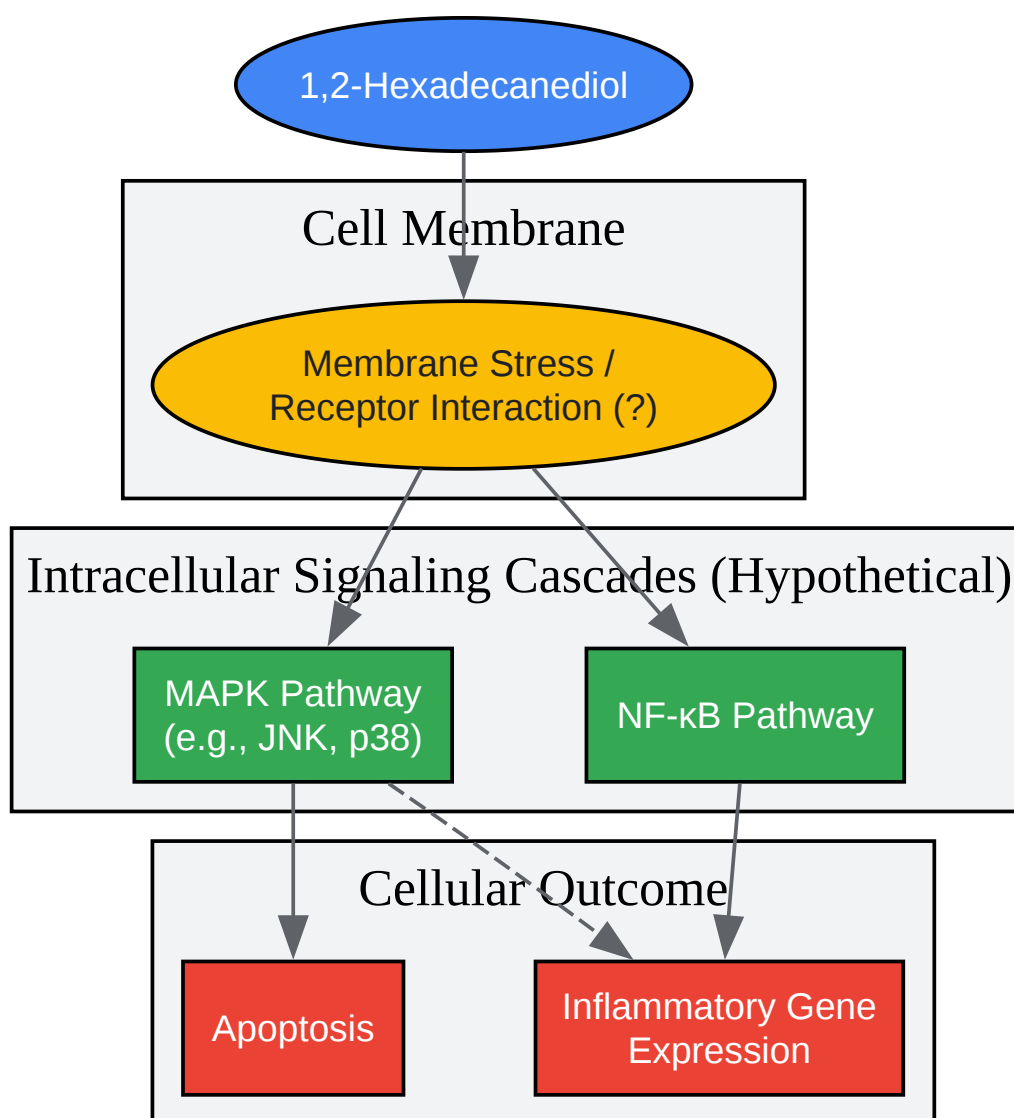 1,2-Hexadecanediol
Cell Membrane
Membrane Stress /
Receptor Interaction (?)
Intracellular Signaling Cascades (Hypothetical)
MAPK Pathway
(e.g., JNK, p38)
NF-κB Pathway
Cellular Outcome
Apoptosis
Inflammatory Gene
Expression